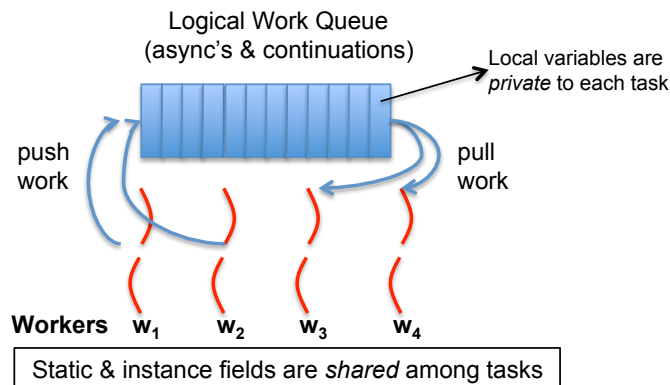 Logical Work Queue
(async's & continuations)
Local variables are
private to each task
push
work
pull
work
Workers w1 w2 w3 w4
Static & instance fields are shared among tasks